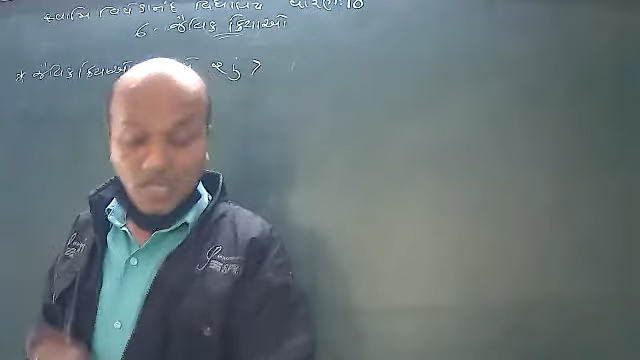 સ્વામિ વિવેકાનંદ વિદ્યાલય ધોરણ:10
6. જૈવિક ક્રિયાઓ
* જૈવિક ક્રિયાઓ શું ?